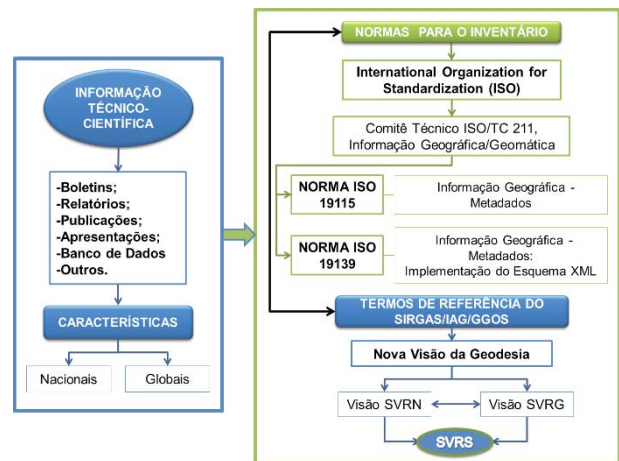 INFORMAÇÃO
TÉCNICO-
CIENTÍFICA
-Boletins;
-Relatórios;
-Publicações;
-Apresentações;
-Banco de Dados
-Outros.
CARACTERÍSTICAS
Nacionais
Globais
NORMAS PARA O INVENTÁRIO
International Organization for
Standardization (ISO)
Comitê Técnico ISO/TC 211,
Informação Geográfica/Geomática
NORMA ISO
19115
Informação Geográfica -
Metadados
NORMA ISO
19139
Informação Geográfica -
Metadados:
Implementação do Esquema XML
TERMOS DE REFERÊNCIA DO
SIRGAS/IAG/GGOS
Nova Visão da Geodesia
Visão SVRN
Visão SVRG
SVRS